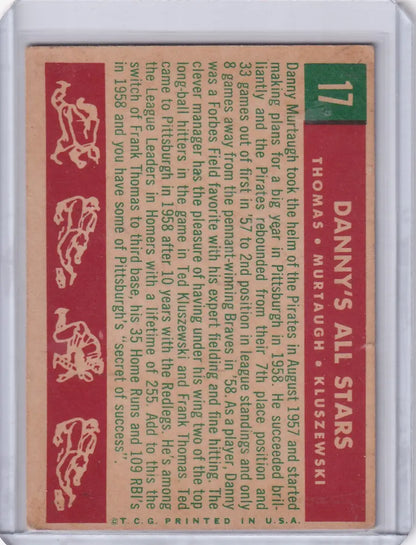 17
DANNY'S ALL STARS
THOMAS • MURTAUGH • KLUSZEWSKI
Danny Murtaugh took the helm of the Pirates in August 1957 and started
making plans for a big year in Pittsburgh in 1958. He succeeded bril-
liantly and the Pirates rebounded from their 7th place position and
33 games out of first in '57 to 2nd position in league standings and only
8 games away from the pennant-winning Braves in '58. As a player, Danny
was a Forbes Field favorite with his expert fielding and fine hitting. The
clever manager has the pleasure of having under his wing two of the top
long-ball hitters in the game in Ted Kluszewski and Frank Thomas. Ted
came to Pittsburgh in 1958 after 10 years with the Redlegs. He's among
the League Leaders in Homers with a lifetime of 255. Add to this the
switch of Frank Thomas to third base, his 35 Home Runs and 109 RBI's
in 1958 and you have some of Pittsburgh's "secret of success".
©T.C.G. PRINTED IN U.S.A.